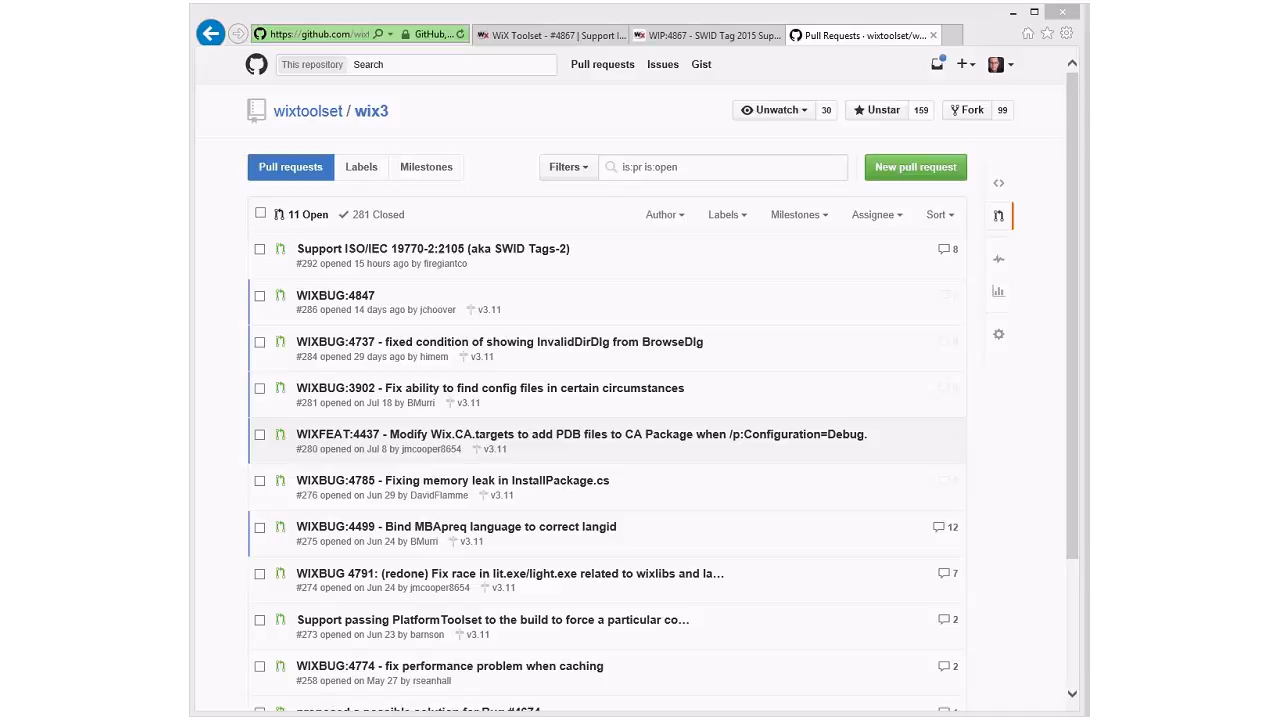 https://github.com/wixt
GitHub,...
WiX Toolset - #4867 | Support I...
WIP:4867 - SWID Tag 2015 Sup...
Pull Requests · wixtoolset/w...
This repository
Search
Pull requests
Issues
Gist
wixtoolset / wix3
Unwatch
30
Unstar
159
Fork
99
Pull requests
Labels
Milestones
Filters
is:pr is:open
New pull request
11 Open
281 Closed
Author
Labels
Milestones
Assignee
Sort
Support ISO/IEC 19770-2:2105 (aka SWID Tags-2)
8
#292 opened 15 hours ago by firegiantco
WIXBUG:4847
#286 opened 14 days ago by jchoover v3.11
WIXBUG:4737 - fixed condition of showing InvalidDirDlg from BrowseDlg
#284 opened 29 days ago by himem v3.11
WIXBUG:3902 - Fix ability to find config files in certain circumstances
#281 opened on Jul 18 by BMurri v3.11
WIXFEAT:4437 - Modify Wix.CA.targets to add PDB files to CA Package when /p:Configuration=Debug.
#280 opened on Jul 8 by jmcooper8654 v3.11
WIXBUG:4785 - Fixing memory leak in InstallPackage.cs
#276 opened on Jun 29 by DavidFlamme v3.11
WIXBUG:4499 - Bind MBApreq language to correct langid
12
#275 opened on Jun 24 by BMurri v3.11
WIXBUG 4791: (redone) Fix race in lit.exe/light.exe related to wixlibs and la…
7
#274 opened on Jun 24 by jmcooper8654 v3.11
Support passing PlatformToolset to the build to force a particular co…
2
#273 opened on Jun 23 by barnson v3.11
WIXBUG:4774 - fix performance problem when caching
2
#258 opened on May 27 by rseanhall
proposed a possible solution for Bug #4674